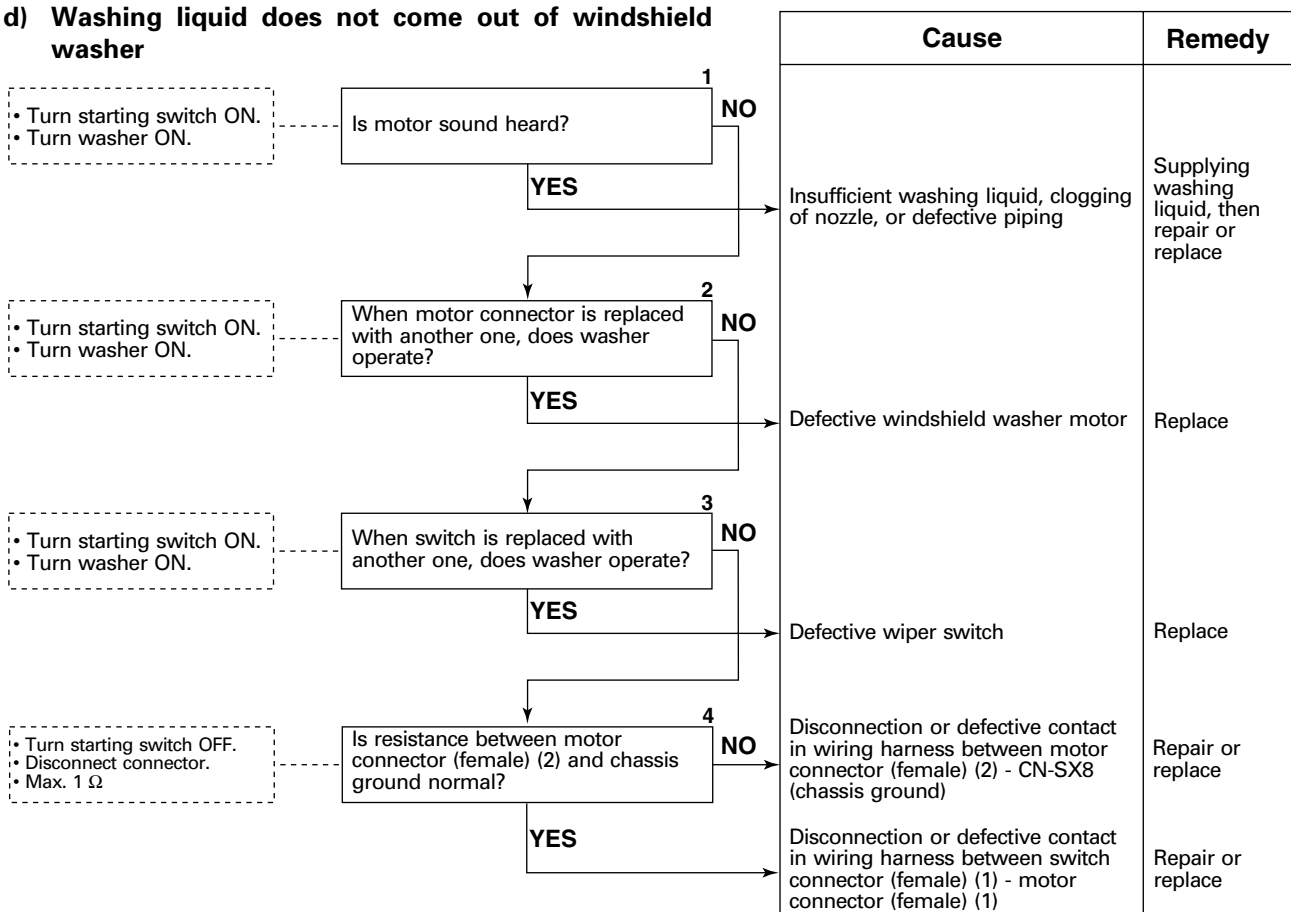 d) Washing liquid does not come out of windshield
washer
Cause
Remedy
1
• Turn starting switch ON.
• Turn washer ON.
Is motor sound heard?
NO
YES
Insufficient washing liquid, clogging
of nozzle, or defective piping
Supplying
washing
liquid, then
repair or
replace
2
• Turn starting switch ON.
• Turn washer ON.
When motor connector is replaced
with another one, does washer
operate?
NO
YES
Defective windshield washer motor
Replace
3
• Turn starting switch ON.
• Turn washer ON.
When switch is replaced with
another one, does washer operate?
NO
YES
Defective wiper switch
Replace
4
• Turn starting switch OFF.
• Disconnect connector.
• Max. 1 Ω
Is resistance between motor
connector (female) (2) and chassis
ground normal?
NO
Disconnection or defective contact
in wiring harness between motor
connector (female) (2) - CN-SX8
(chassis ground)
Repair or
replace
YES
Disconnection or defective contact
in wiring harness between switch
connector (female) (1) - motor
connector (female) (1)
Repair or
replace